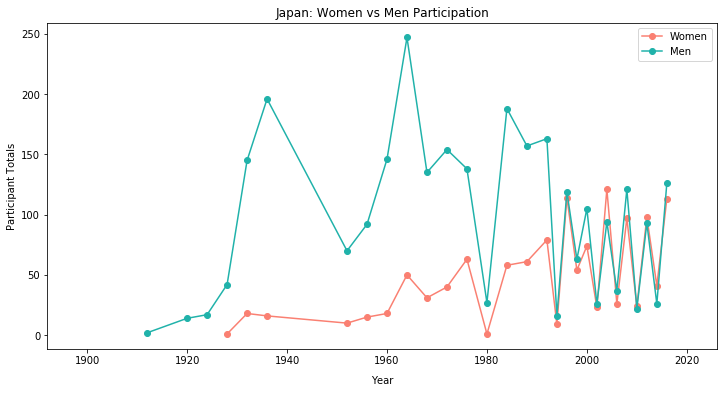 Japan: Women vs Men Participation
Women
Men
Participant Totals
250
200
150
100
50
0
1900
1920
1940
1960
1980
2000
2020
Year